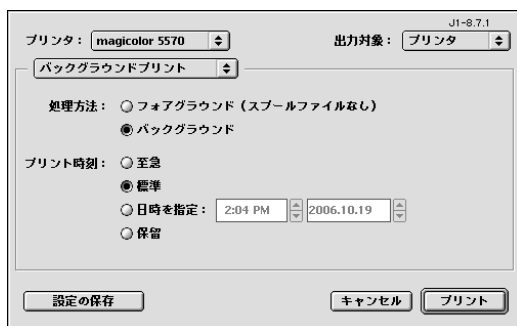 J1-8.7.1
プリンタ： magicolor 5570 出力対象： プリンタ
バックグラウンドプリント
処理方法： フォアグラウンド（スプールファイルなし）
バックグラウンド
プリント時刻： 至急
標準
日時を指定： 2:04 PM 2006.10.19
保留
設定の保存 キャンセル プリント